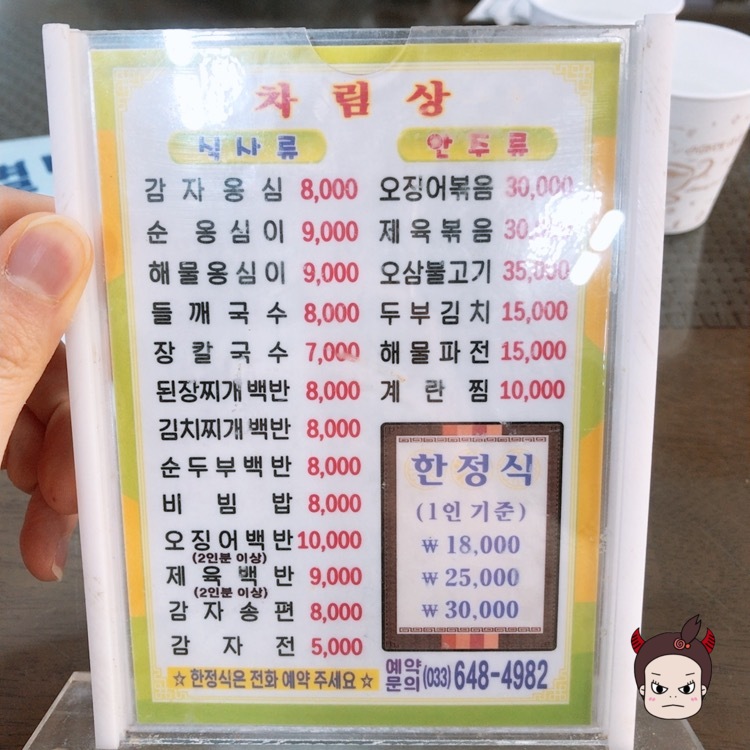 차림상
식사류
감자옹심 8,000
순옹심이 9,000
해물옹심이 9,000
들깨국수 8,000
장칼국수 7,000
된장찌개백반 8,000
김치찌개백반 8,000
순두부백반 8,000
비빔밥 8,000
오징어백반 10,000
(2인분 이상)
제육백반 9,000
(2인분 이상)
감자송편 8,000
감자전 5,000
안주류
오징어볶음 30,000
제육볶음 30,000
오삼불고기 35,000
두부김치 15,000
해물파전 15,000
계란찜 10,000
한정식
(1인 기준)
₩ 18,000
₩ 25,000
₩ 30,000
☆ 한정식은 전화 예약 주세요 ☆
예약문의 (033) 648-4982